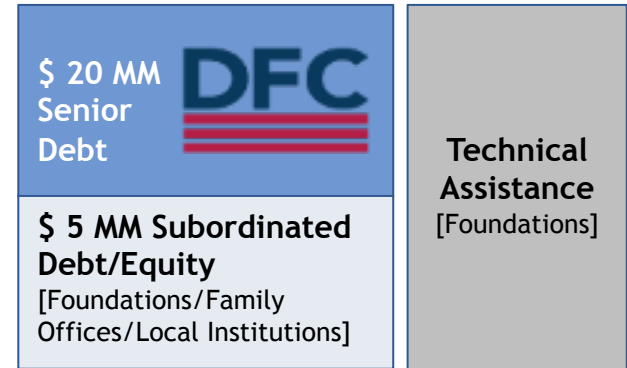 $ 20 MM
Senior
Debt
DFC
$ 5 MM Subordinated
Debt/Equity
[Foundations/Family
Offices/Local Institutions]
Technical
Assistance
[Foundations]